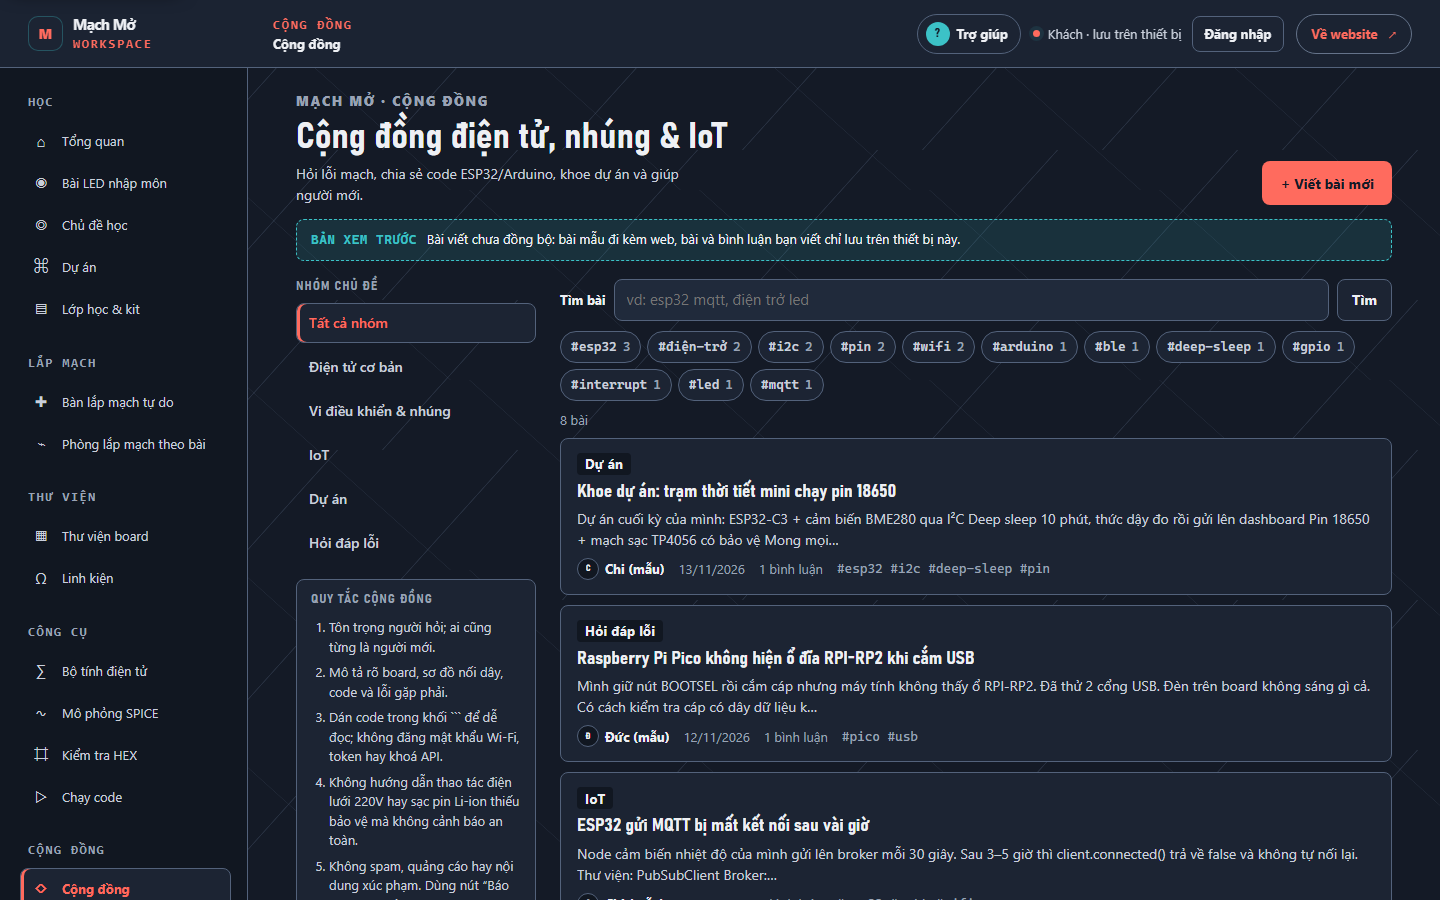 M
Mạch Mở
WORKSPACE
CỘNG ĐỒNG
Cộng đồng
? Trợ giúp
Khách · lưu trên thiết bị
Đăng nhập
Về website ↗
HỌC
Tổng quan
Bài LED nhập môn
Chủ đề học
Dự án
Lớp học & kit
LẮP MẠCH
Bàn lắp mạch tự do
Phòng lắp mạch theo bài
THƯ VIỆN
Thư viện board
Linh kiện
CÔNG CỤ
Bộ tính điện tử
Mô phỏng SPICE
Kiểm tra HEX
Chạy code
CỘNG ĐỒNG
Cộng đồng
MẠCH MỞ · CỘNG ĐỒNG
Cộng đồng điện tử, nhúng & IoT
Hỏi lỗi mạch, chia sẻ code ESP32/Arduino, khoe dự án và giúp
người mới.
+ Viết bài mới
BẢN XEM TRƯỚC Bài viết chưa đồng bộ: bài mẫu đi kèm web, bài và bình luận bạn viết chỉ lưu trên thiết bị này.
NHÓM CHỦ ĐỀ
Tất cả nhóm
Điện tử cơ bản
Vi điều khiển & nhúng
IoT
Dự án
Hỏi đáp lỗi
QUY TẮC CỘNG ĐỒNG
1. Tôn trọng người hỏi; ai cũng
từng là người mới.
2. Mô tả rõ board, sơ đồ nối dây,
code và lỗi gặp phải.
3. Dán code trong khối ``` để dễ
đọc; không đăng mật khẩu Wi-Fi,
token hay khoá API.
4. Không hướng dẫn thao tác điện
lưới 220V hay sạc pin Li-ion thiếu
bảo vệ mà không cảnh báo an
toàn.
5. Không spam, quảng cáo hay nội
dung xúc phạm. Dùng nút “Báo
Tìm bài
vd: esp32 mqtt, điện trở led
Tìm
#esp32 3 #điện-trở 2 #i2c 2 #pin 2 #wifi 2 #arduino 1 #ble 1 #deep-sleep 1 #gpio 1
#interrupt 1 #led 1 #mqtt 1
8 bài
Dự án
Khoe dự án: trạm thời tiết mini chạy pin 18650
Dự án cuối kỳ của mình: ESP32-C3 + cảm biến BME280 qua I²C Deep sleep 10 phút, thức dậy đo rồi gửi lên dashboard Pin 18650
+ mạch sạc TP4056 có bảo vệ Mong mọi…
C Chi (mẫu) 13/11/2026 1 bình luận #esp32 #i2c #deep-sleep #pin
Hỏi đáp lỗi
Raspberry Pi Pico không hiện ổ đĩa RPI-RP2 khi cắm USB
Mình giữ nút BOOTSEL rồi cắm cáp nhưng máy tính không thấy ổ RPI-RP2. Đã thử 2 cổng USB. Đèn trên board không sáng gì cả.
Có cách kiểm tra cáp có dây dữ liệu k…
Đ Đức (mẫu) 12/11/2026 1 bình luận #pico #usb
IoT
ESP32 gửi MQTT bị mất kết nối sau vài giờ
Node cảm biến nhiệt độ của mình gửi lên broker mỗi 30 giây. Sau 3–5 giờ thì client.connected() trả về false và không tự nối lại.
Thư viện: PubSubClient Broker:…